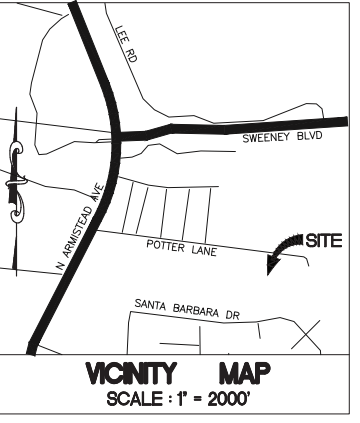 LEE RD
SWEENEY BLVD
N ARMISTEAD AVE
POTTER LANE
SITE
SANTA BARBARA DR
VICINITY MAP
SCALE : 1" = 2000'